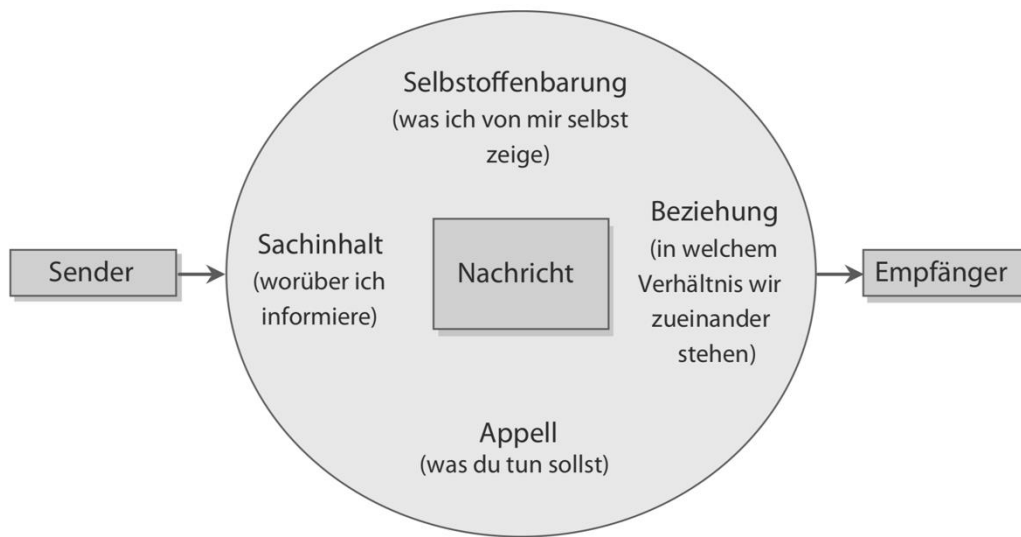 Selbstoffenbarung
(was ich von mir selbst
zeige)
Sender
Sachinhalt
(worüber ich
informiere)
Nachricht
Beziehung
(in welchem
Verhältnis wir
zueinander
stehen)
Empfänger
Appell
(was du tun sollst)